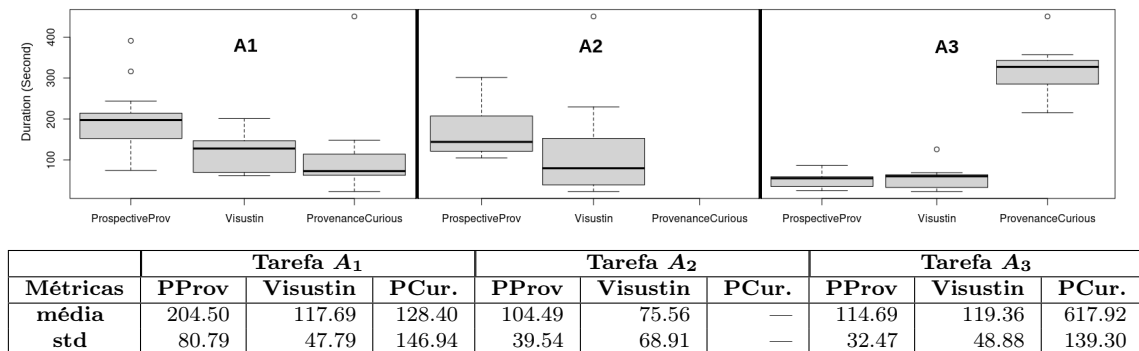 A1 A2 A3
Duration (Second)
400
300
200
100
ProspectiveProv Visustin ProvenanceCurious ProspectiveProv Visustin ProvenanceCurious ProspectiveProv Visustin ProvenanceCurious
Tarefa A1 Tarefa A2 Tarefa A3
Métricas PProv Visustin PCur. PProv Visustin PCur. PProv Visustin PCur.
média 204.50 117.69 128.40 104.49 75.56 — 114.69 119.36 617.92
std 80.79 47.79 146.94 39.54 68.91 — 32.47 48.88 139.30